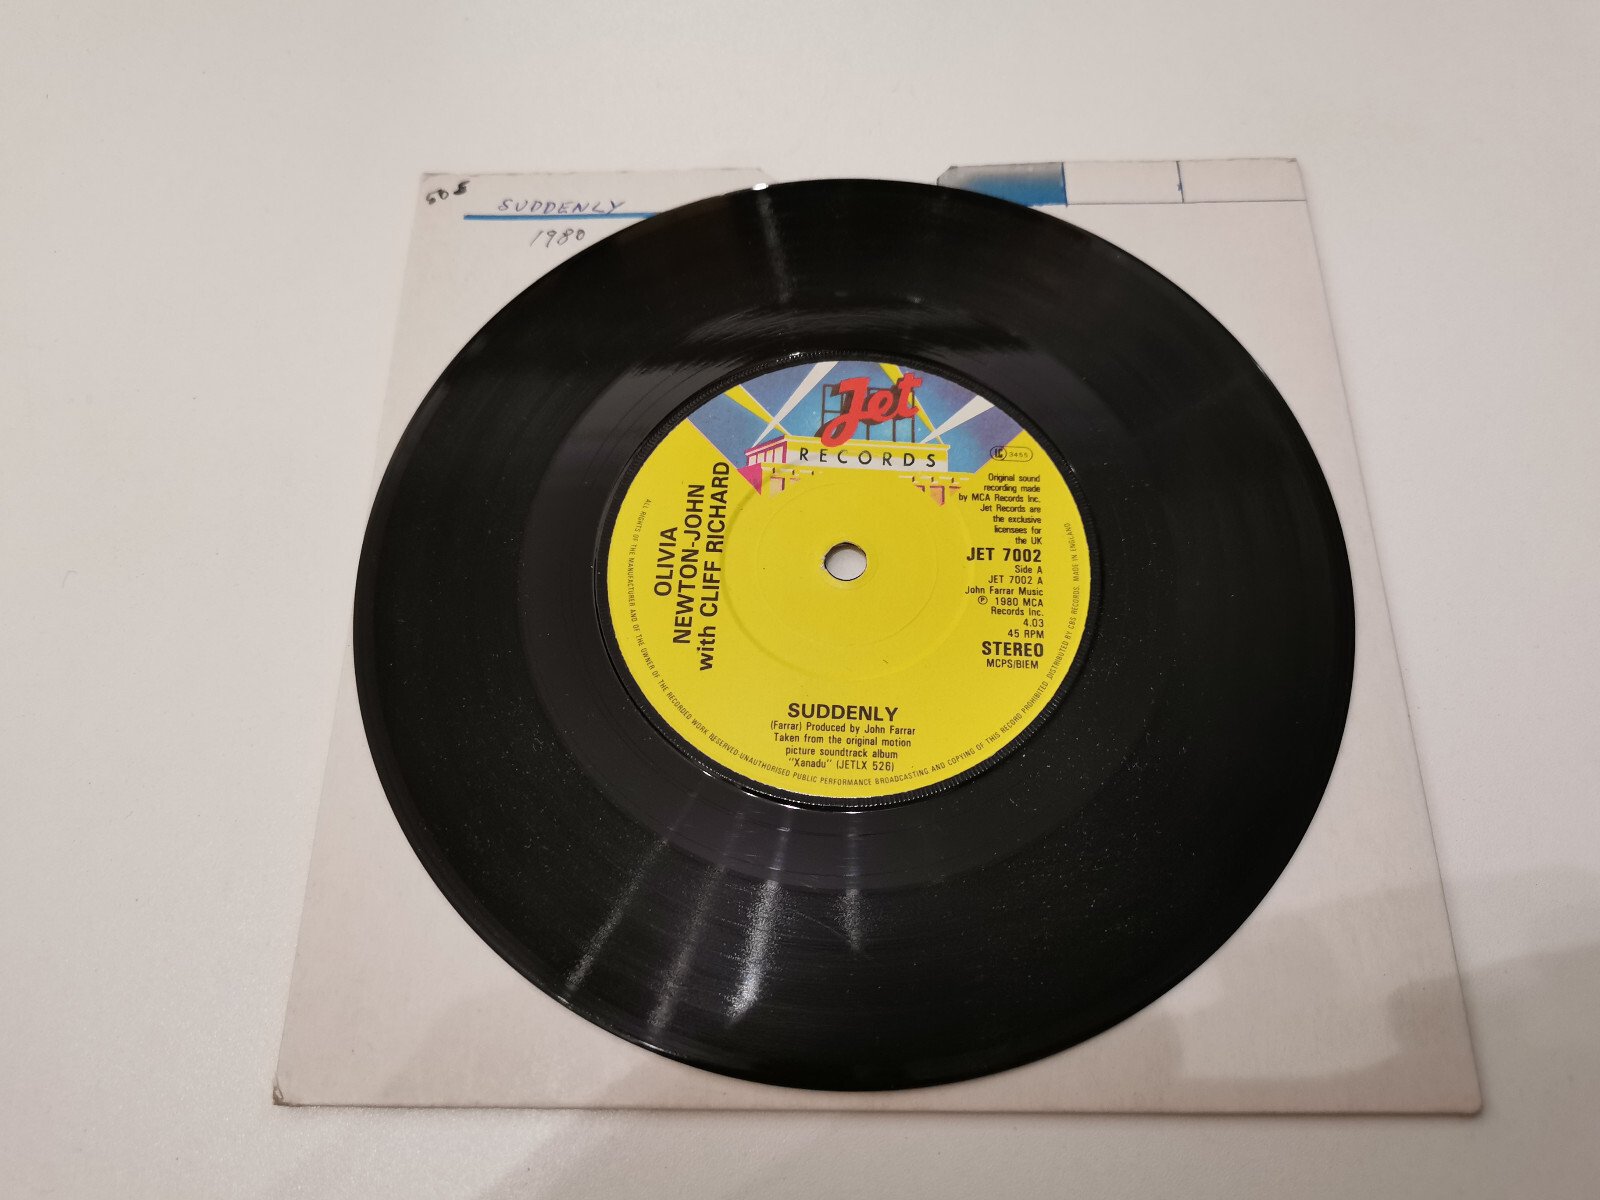 SUDDENLY
1980
Jet
RECORDS
LC 3455
Original sound
recording made
by MCA Records Inc.
Jet Records are
the exclusive
licensees for
the UK
JET 7002
Side A
JET 7002 A
John Farrar Music
℗ 1980 MCA
Records Inc.
4.03
45 RPM
STEREO
MCPS/BIEM
OLIVIA
NEWTON-JOHN
with CLIFF RICHARD
SUDDENLY
(Farrar) Produced by John Farrar
Taken from the original motion
picture soundtrack album
"Xanadu" (JETLX 526)
ALL RIGHTS OF THE MANUFACTURER AND OF THE OWNER OF THE RECORDED WORK RESERVED·UNAUTHORISED PUBLIC PERFORMANCE BROADCASTING AND COPYING OF THIS RECORD PROHIBITED. DISTRIBUTED BY CBS RECORDS. MADE IN ENGLAND.